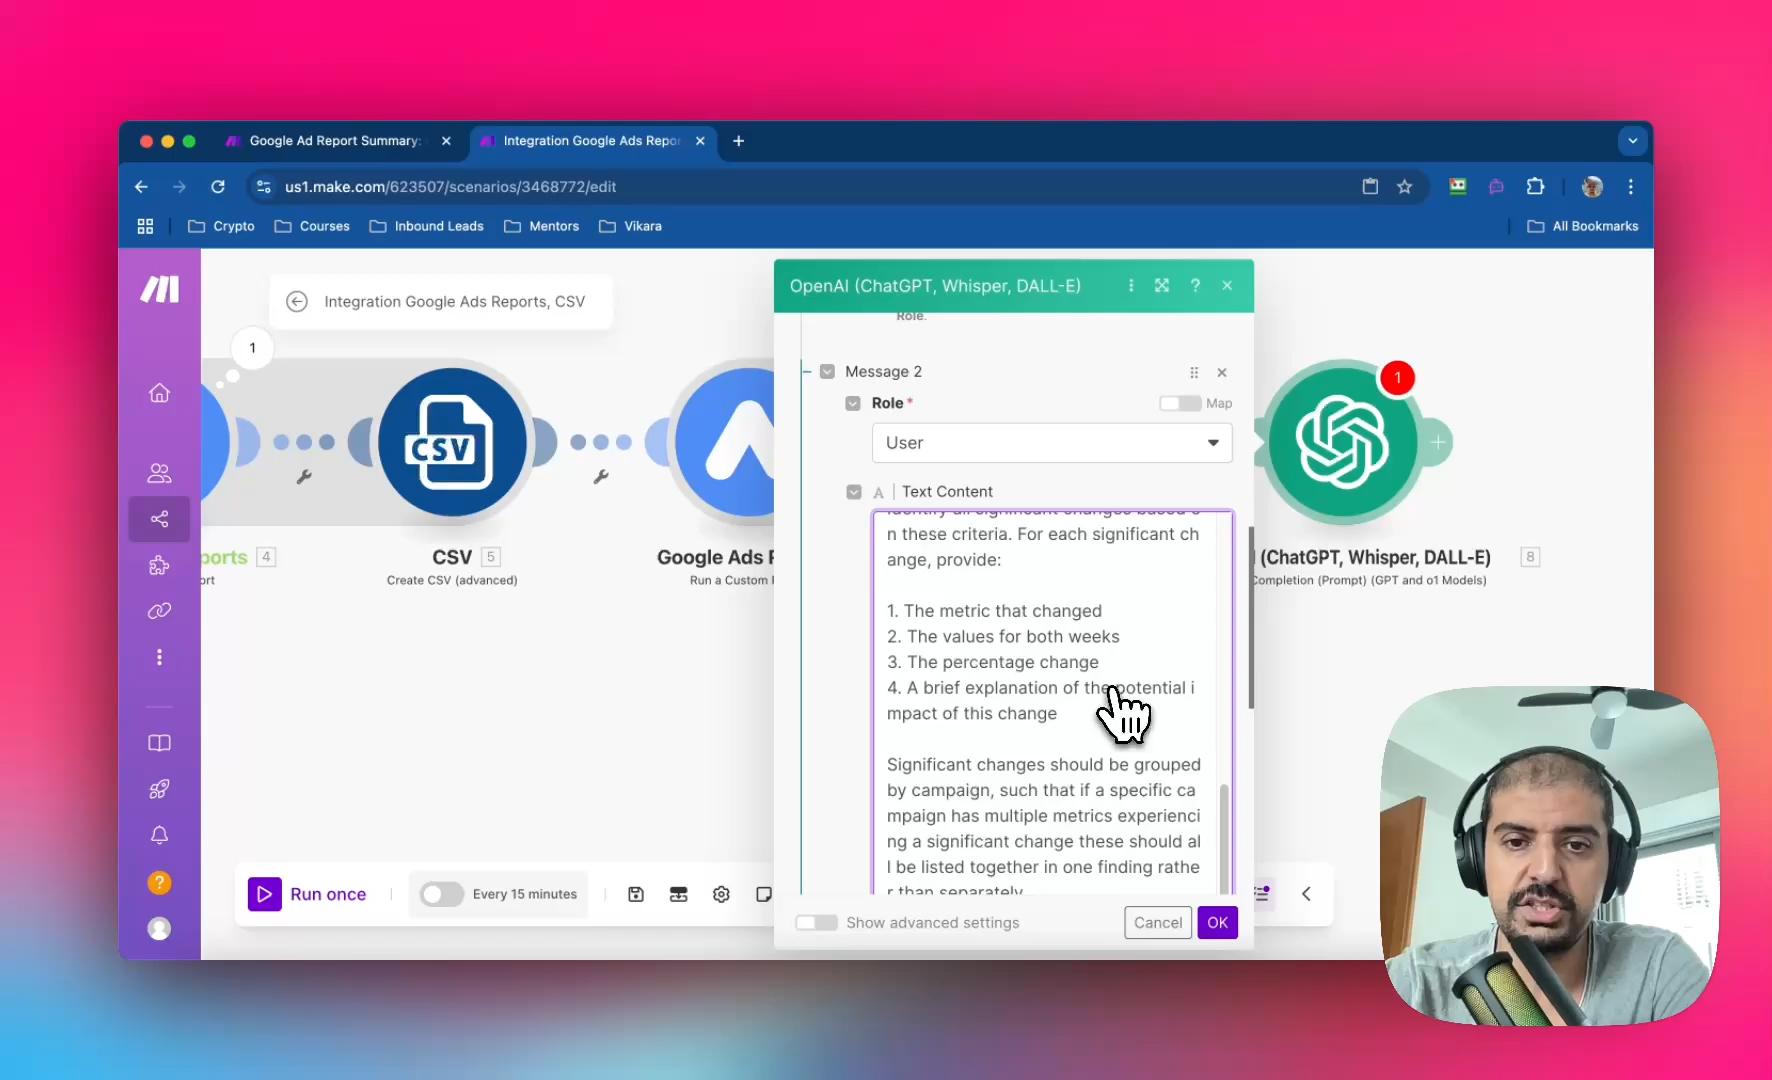 Google Ad Report Summary:
Integration Google Ads Repor
us1.make.com/623507/scenarios/3468772/edit
Crypto
Courses
Inbound Leads
Mentors
Vikara
All Bookmarks
Integration Google Ads Reports, CSV
1
OpenAI (ChatGPT, Whisper, DALL-E)
?
Role.
Message 2
Role*
Map
User
A | Text Content
Identify all significant changes based o
n these criteria. For each significant ch
ange, provide:
1. The metric that changed
2. The values for both weeks
3. The percentage change
4. A brief explanation of the potential i
mpact of this change
Significant changes should be grouped
by campaign, such that if a specific ca
mpaign has multiple metrics experienci
ng a significant change these should al
l be listed together in one finding rathe
r than separately
Show advanced settings
Cancel
OK
CSV
ports 4
ort
CSV 5
Create CSV (advanced)
Google Ads R
Run a Custom
1
(ChatGPT, Whisper, DALL-E) 8
Completion (Prompt) (GPT and o1 Models)
Run once
Every 15 minutes
?